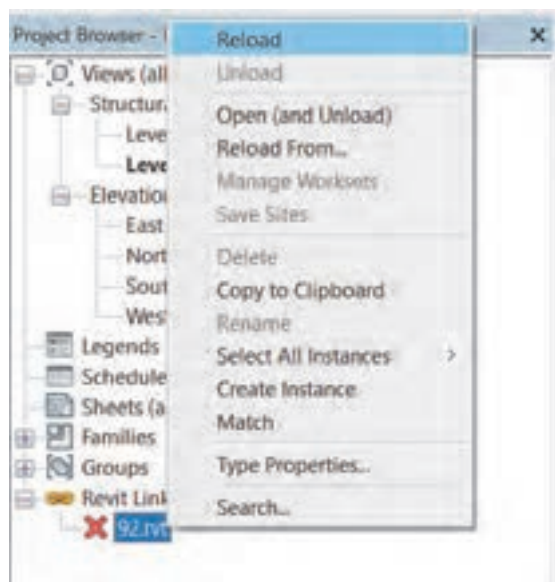 Project Browser -
Reload
Views (all
Unload
Structur
Open (and Unload)
Leve
Reload From...
Leve
Manage Worksets
Elevation
Save Sites
East
Nort
Delete
Sout
Copy to Clipboard
Wes
Rename
Legends
Select All Instances
Schedule
Create Instance
Sheets (a
Match
Families
Groups
Type Properties...
Revit Link
Search...
92.rvt